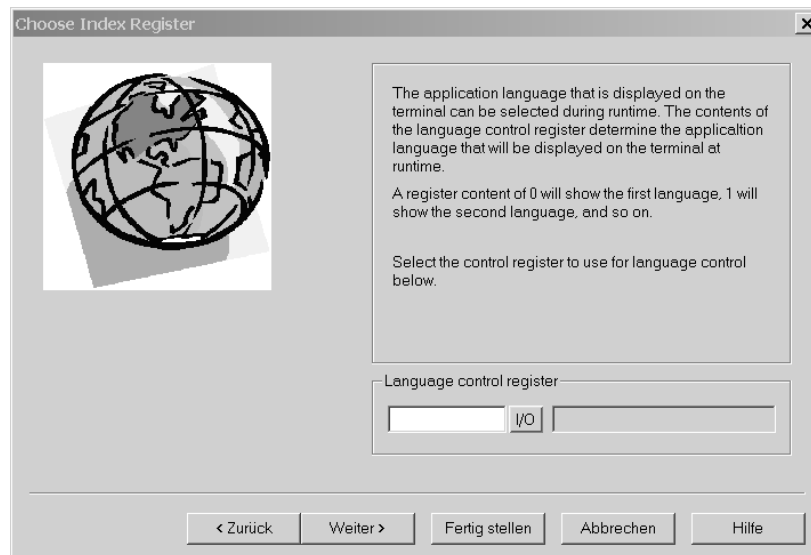 Choose Index Register
The application language that is displayed on the
terminal can be selected during runtime. The contents of
the language control register determine the applicaltion
language that will be displayed on the terminal at
runtime.
A register content of 0 will show the first language, 1 will
show the second language, and so on.
Select the control register to use for language control
below.
Language control register
I/O
< Zurück Weiter > Fertig stellen Abbrechen Hilfe